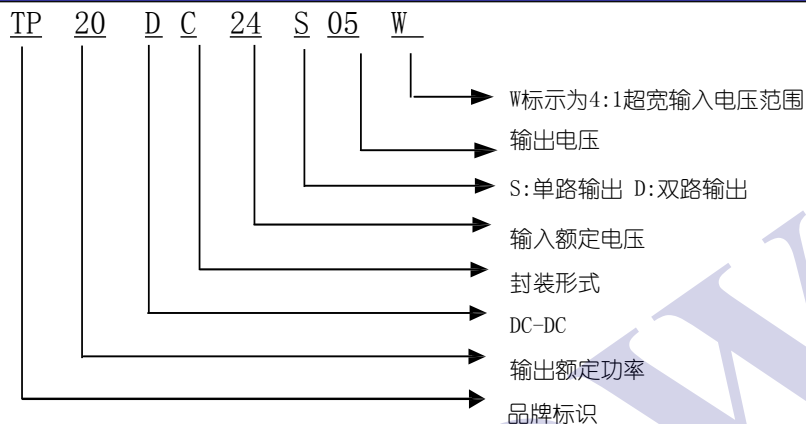 TP 20 D C 24 S 05 W
W标示为4:1超宽输入电压范围
输出电压
S:单路输出 D:双路输出
输入额定电压
封装形式
DC-DC
输出额定功率
品牌标识